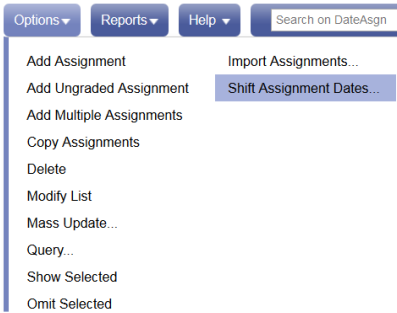 Options Reports Help Search on DateAsgn
Add Assignment
Add Ungraded Assignment
Add Multiple Assignments
Copy Assignments
Delete
Modify List
Mass Update...
Query...
Show Selected
Omit Selected
Import Assignments...
Shift Assignment Dates...